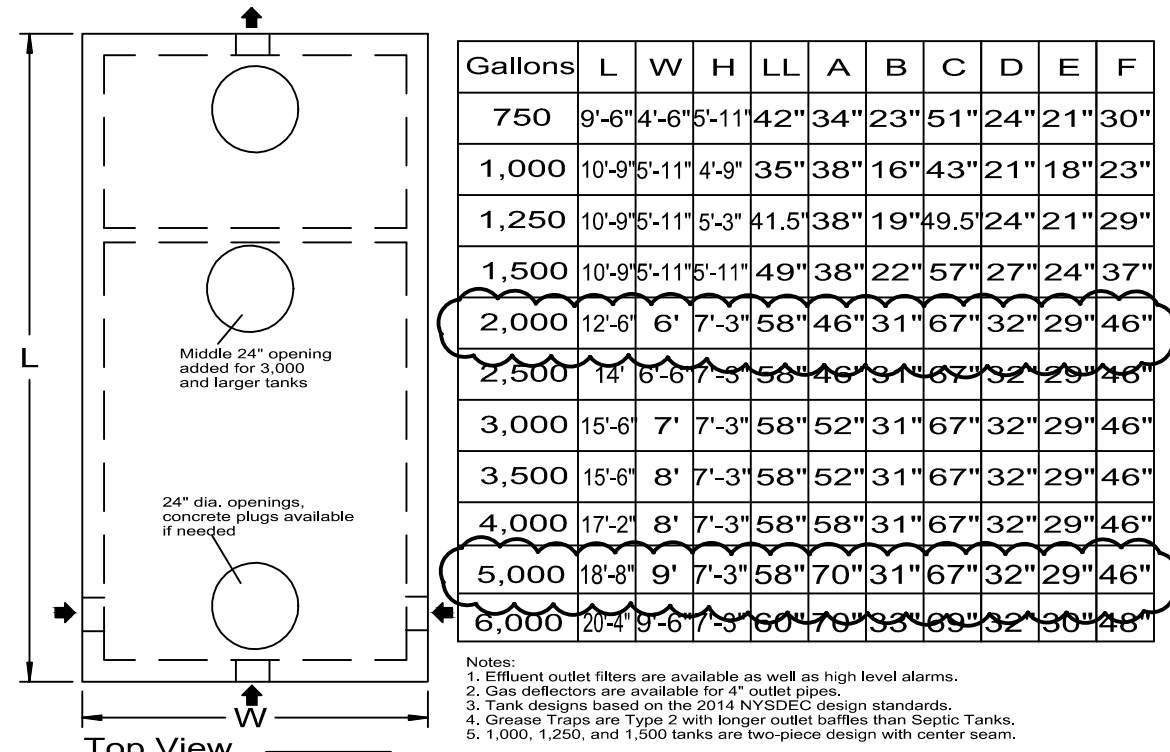 L
Middle 24" opening
added for 3,000
and larger tanks
24" dia. openings,
concrete plugs available
if needed
W
Top View
Gallons L W H LL A B C D E F
750 9'-6" 4'-6" 5'-11" 42" 34" 23" 51" 24" 21" 30"
1,000 10'-9" 5'-11" 4'-9" 35" 38" 16" 43" 21" 18" 23"
1,250 10'-9" 5'-11" 5'-3" 41.5" 38" 19" 49.5" 24" 21" 29"
1,500 10'-9" 5'-11" 5'-11" 49" 38" 22" 57" 27" 24" 37"
2,000 12'-6" 6' 7'-3" 58" 46" 31" 67" 32" 29" 46"
2,500 14' 6'-6" 7'-3" 58" 46" 31" 67" 32" 29" 46"
3,000 15'-6" 7' 7'-3" 58" 52" 31" 67" 32" 29" 46"
3,500 15'-6" 8' 7'-3" 58" 52" 31" 67" 32" 29" 46"
4,000 17'-2" 8' 7'-3" 58" 58" 31" 67" 32" 29" 46"
5,000 18'-8" 9' 7'-3" 58" 70" 31" 67" 32" 29" 46"
6,000 20'-4" 9'-6" 7'-3" 60" 70" 33" 69" 32" 30" 48"
Notes:
1. Effluent outlet filters are available as well as high level alarms.
2. Gas deflectors are available for 4" outlet pipes.
3. Tank designs based on the 2014 NYSDEC design standards.
4. Grease Traps are Type 2 with longer outlet baffles than Septic Tanks.
5. 1,000, 1,250, and 1,500 tanks are two-piece design with center seam.